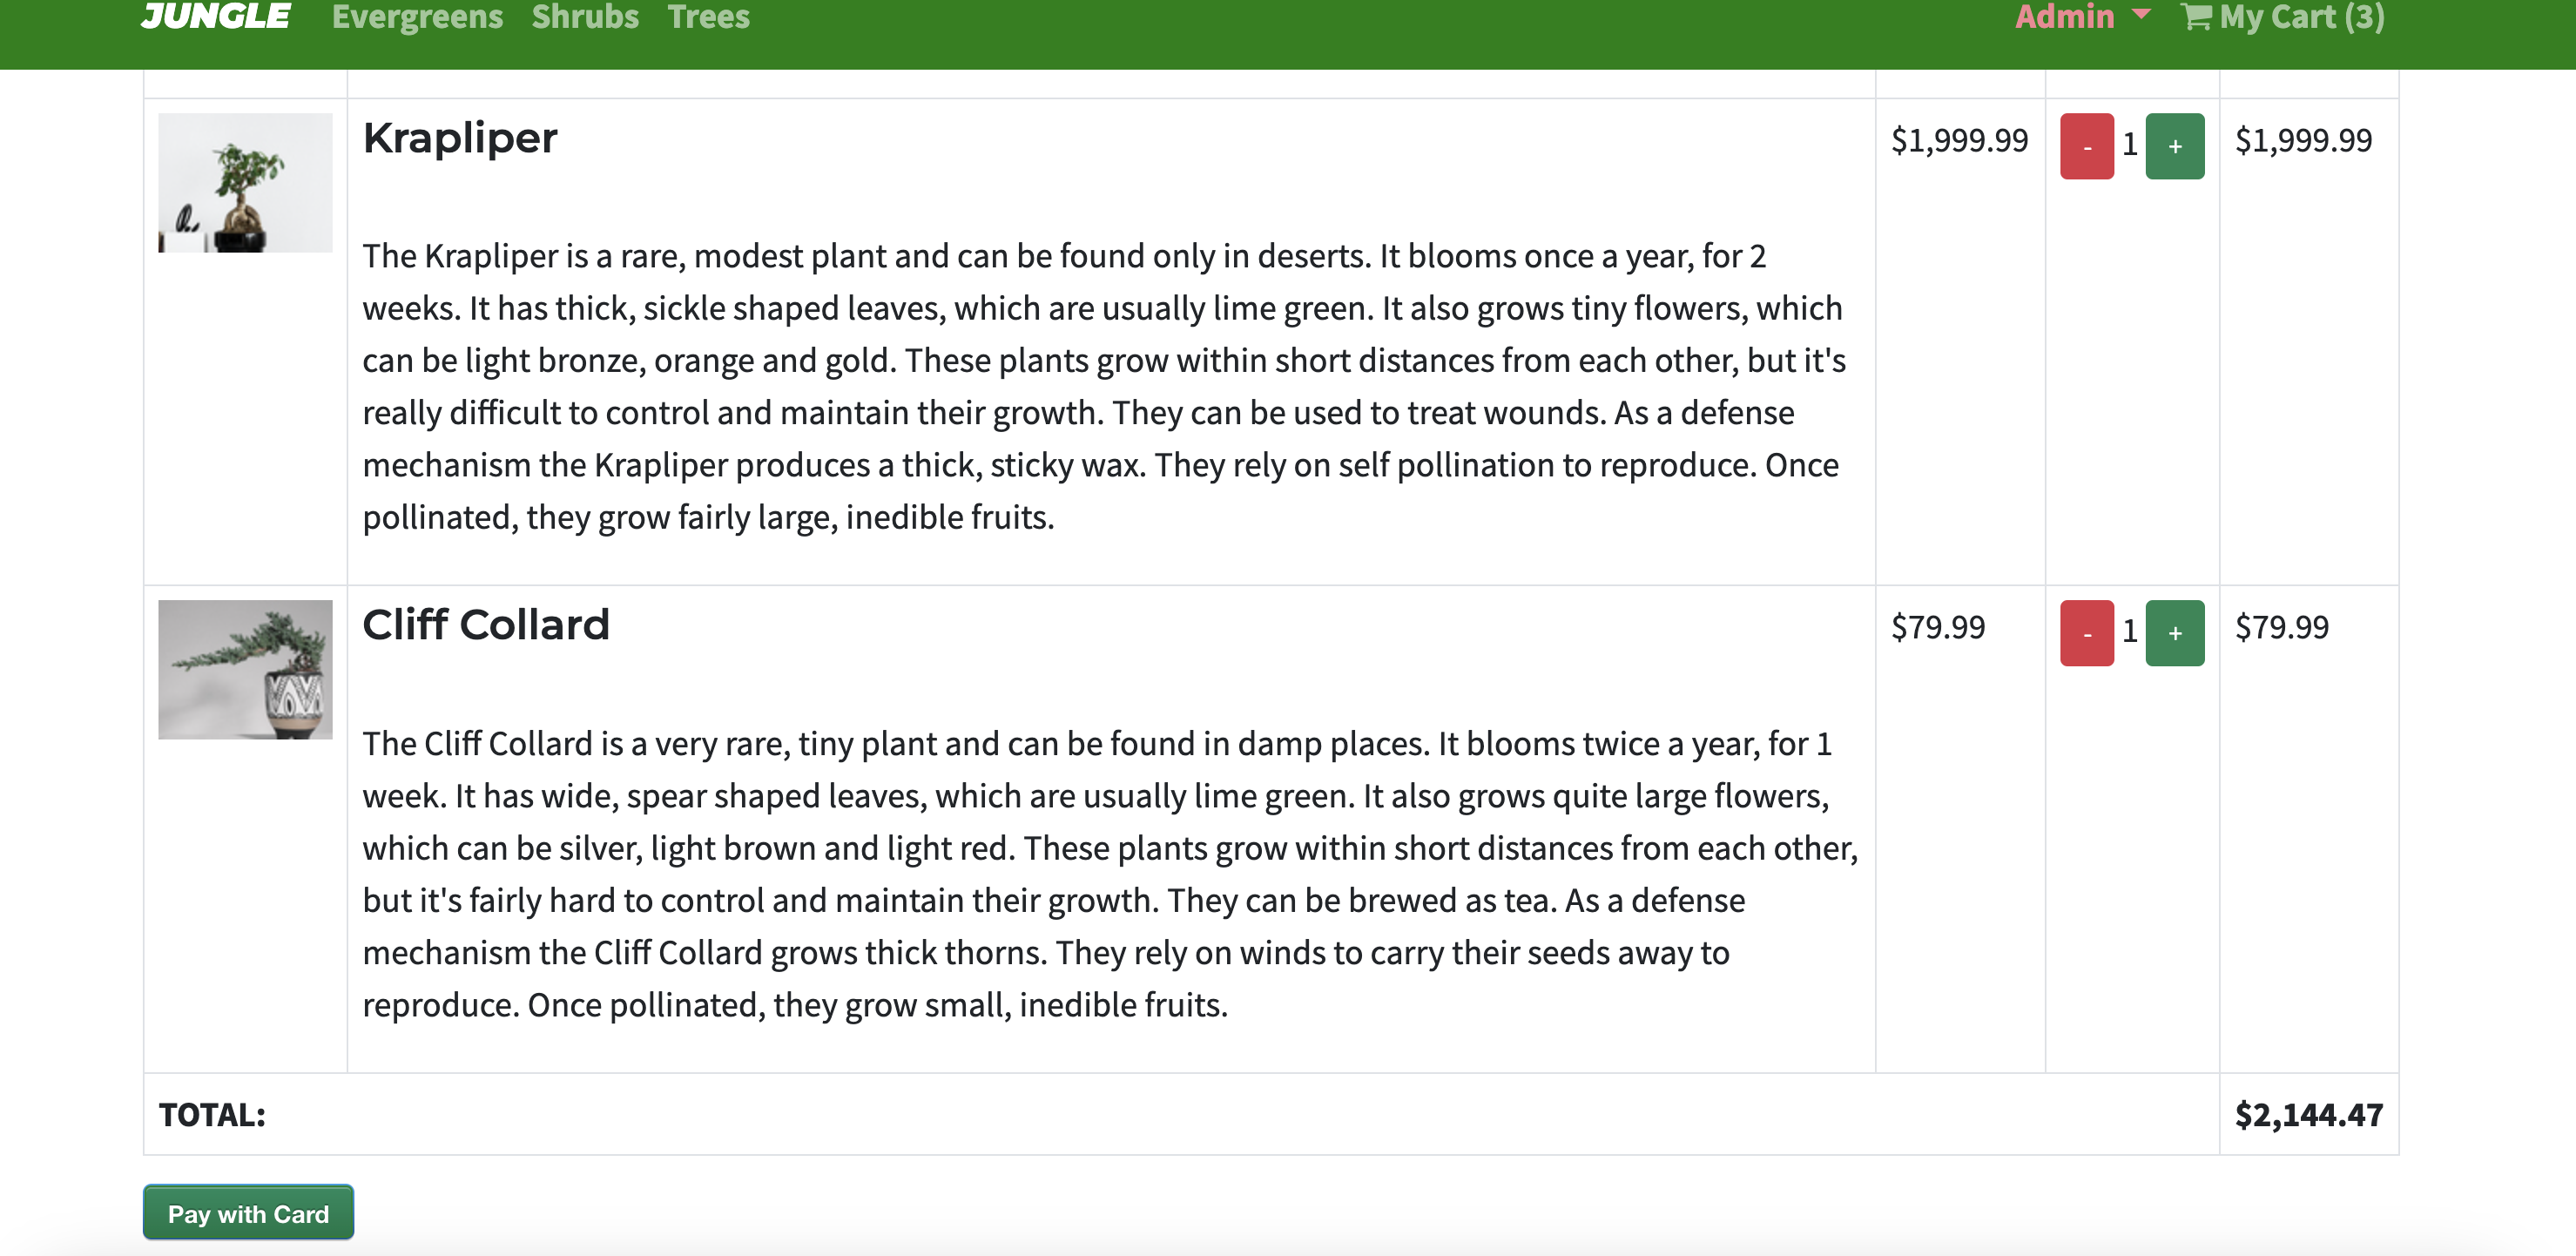 JUNGLE Evergreens Shrubs Trees Admin My Cart (3)
Krapliper $1,999.99 - 1 + $1,999.99
The Krapliper is a rare, modest plant and can be found only in deserts. It blooms once a year, for 2
weeks. It has thick, sickle shaped leaves, which are usually lime green. It also grows tiny flowers, which
can be light bronze, orange and gold. These plants grow within short distances from each other, but it's
really difficult to control and maintain their growth. They can be used to treat wounds. As a defense
mechanism the Krapliper produces a thick, sticky wax. They rely on self pollination to reproduce. Once
pollinated, they grow fairly large, inedible fruits.
Cliff Collard $79.99 - 1 + $79.99
The Cliff Collard is a very rare, tiny plant and can be found in damp places. It blooms twice a year, for 1
week. It has wide, spear shaped leaves, which are usually lime green. It also grows quite large flowers,
which can be silver, light brown and light red. These plants grow within short distances from each other,
but it's fairly hard to control and maintain their growth. They can be brewed as tea. As a defense
mechanism the Cliff Collard grows thick thorns. They rely on winds to carry their seeds away to
reproduce. Once pollinated, they grow small, inedible fruits.
TOTAL: $2,144.47
Pay with Card